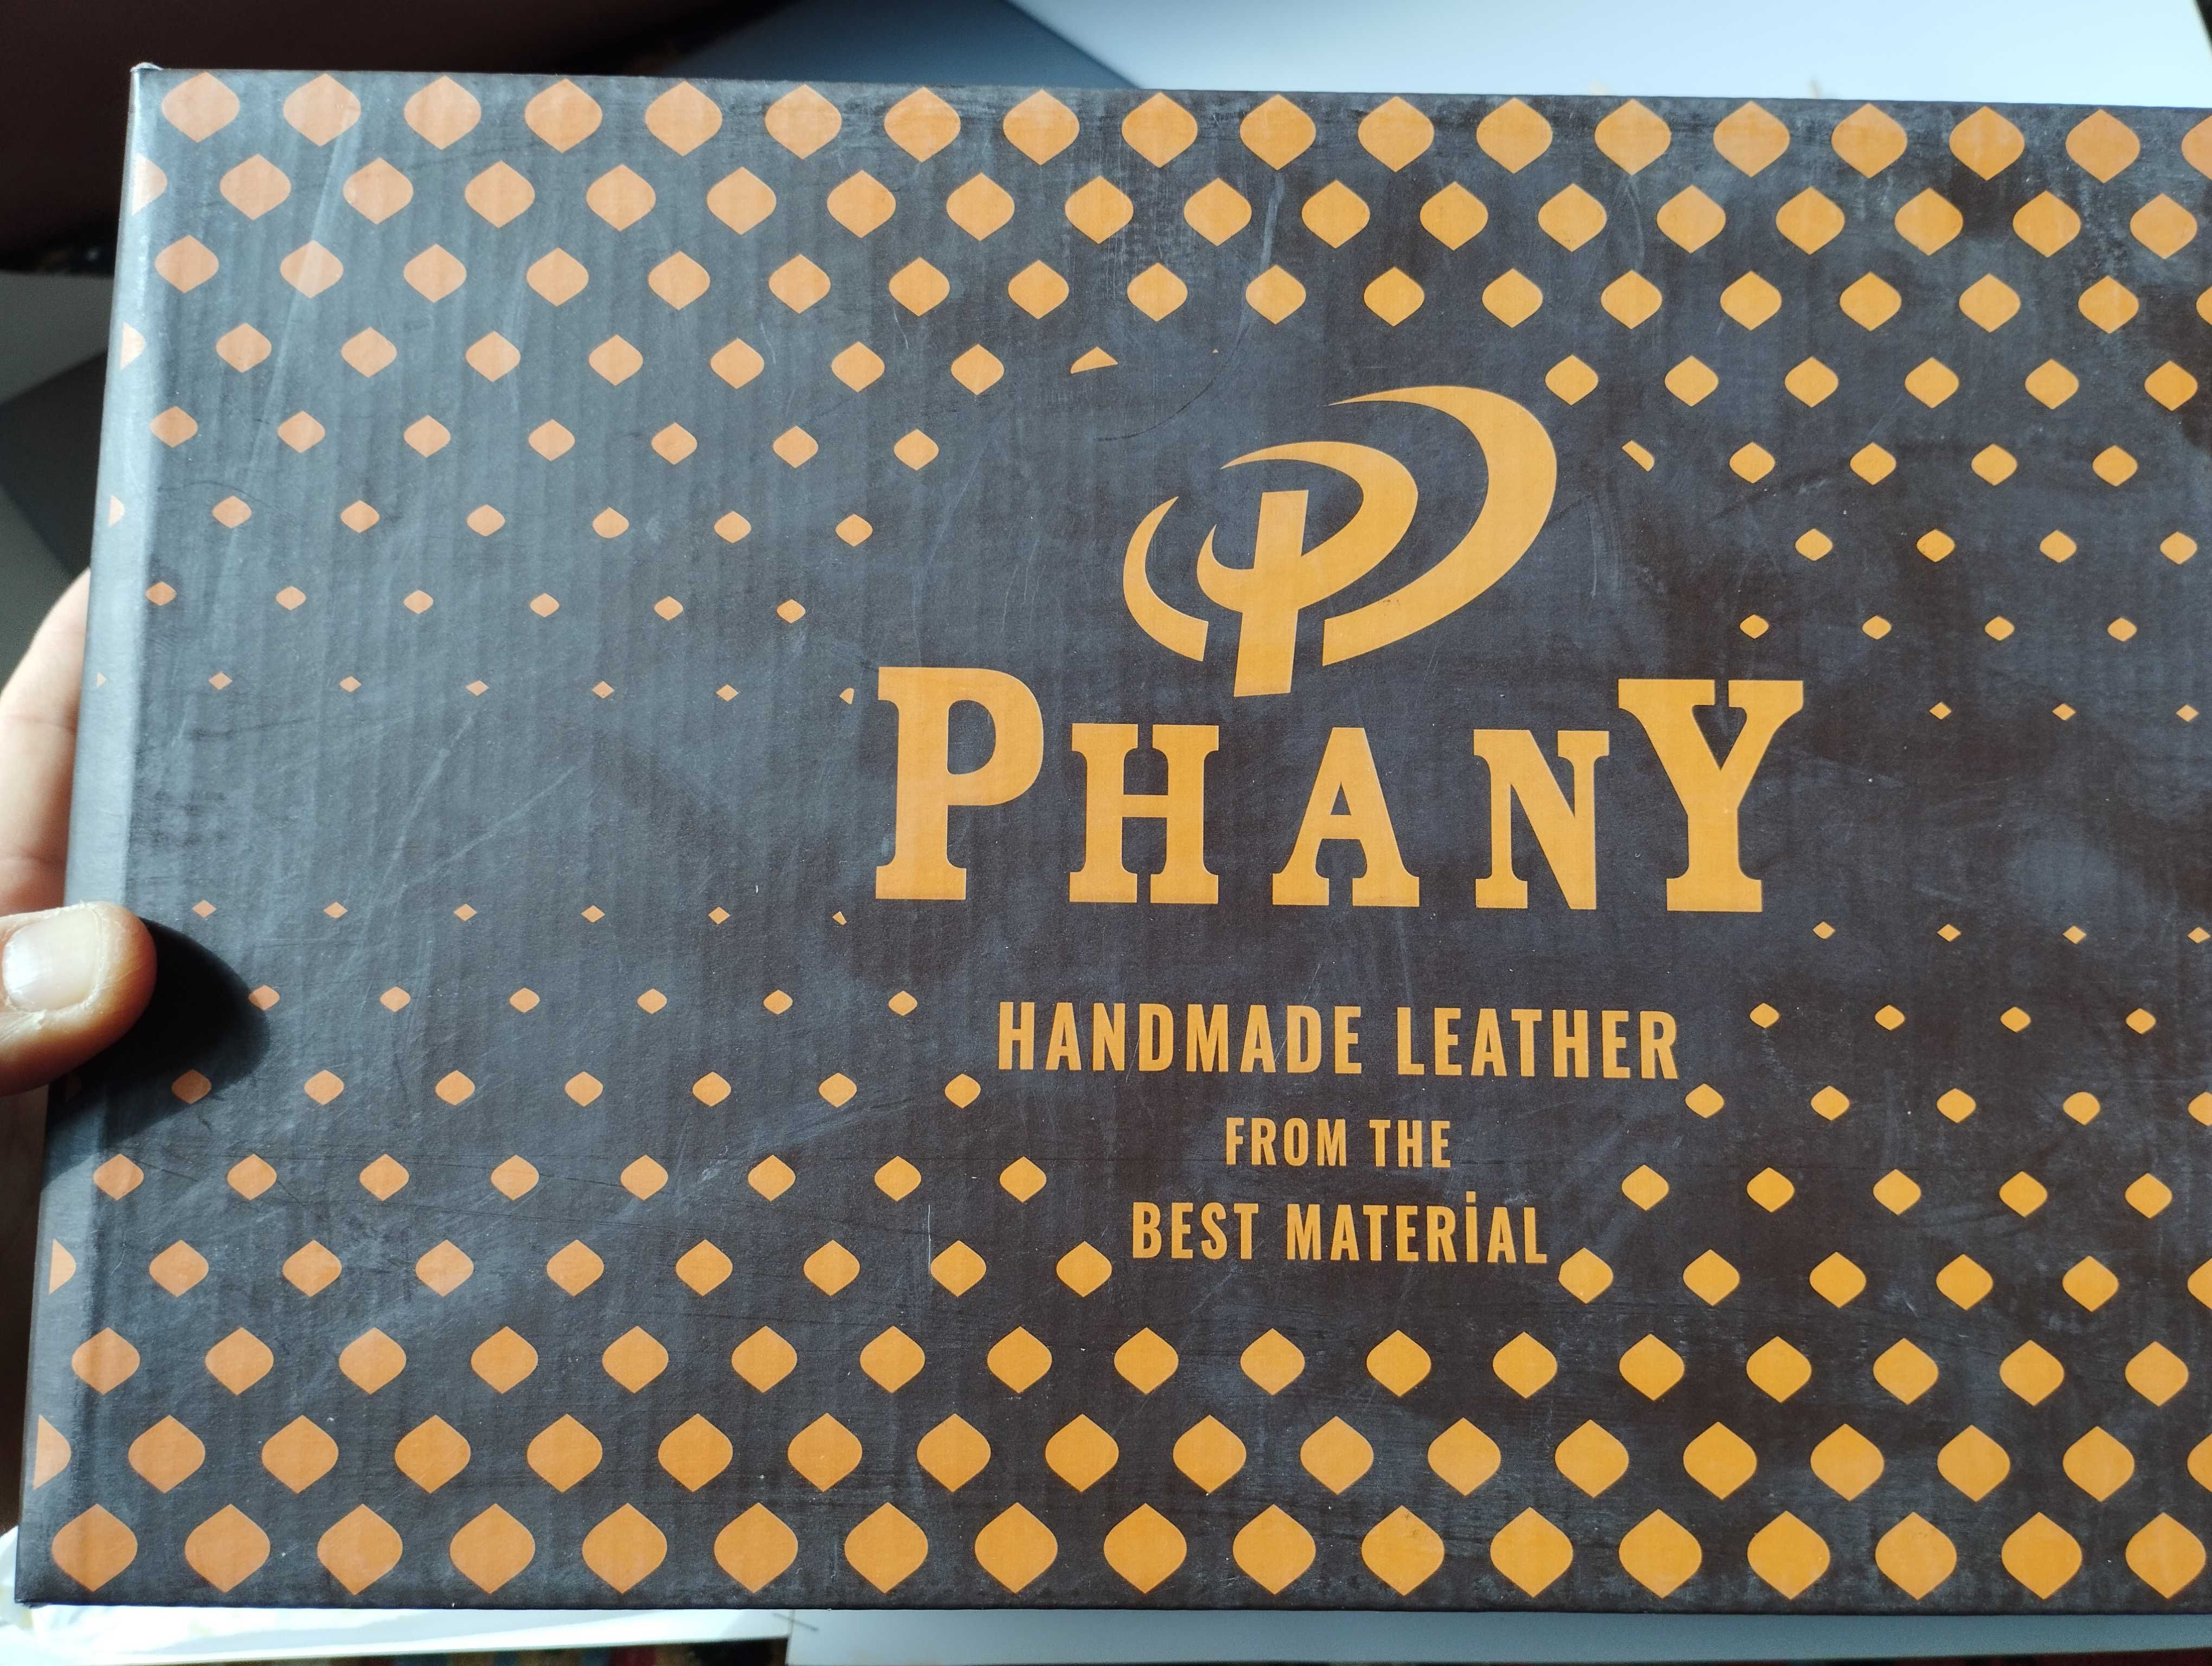 PHANY
HANDMADE LEATHER
FROM THE
BEST MATERİAL